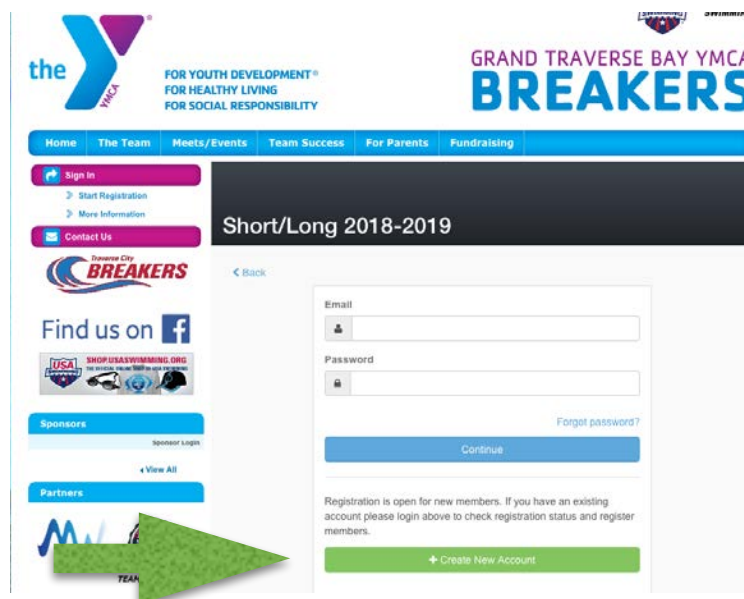 SWIMMING
the
YMCA
FOR YOUTH DEVELOPMENT®
FOR HEALTHY LIVING
FOR SOCIAL RESPONSIBILITY
GRAND TRAVERSE BAY YMCA
BREAKERS
Home The Team Meets/Events Team Success For Parents Fundraising
Sign In
Start Registration
More Information
Contact Us
Short/Long 2018-2019
Traverse City
BREAKERS
Back
Find us on f
USA
SHOP.USASWIMMING.ORG
Sponsors
Sponsor Login
View All
Partners
Email
Password
Forgot password?
Continue
Registration is open for new members. If you have an existing
account please login above to check registration status and register
members.
+ Create New Account